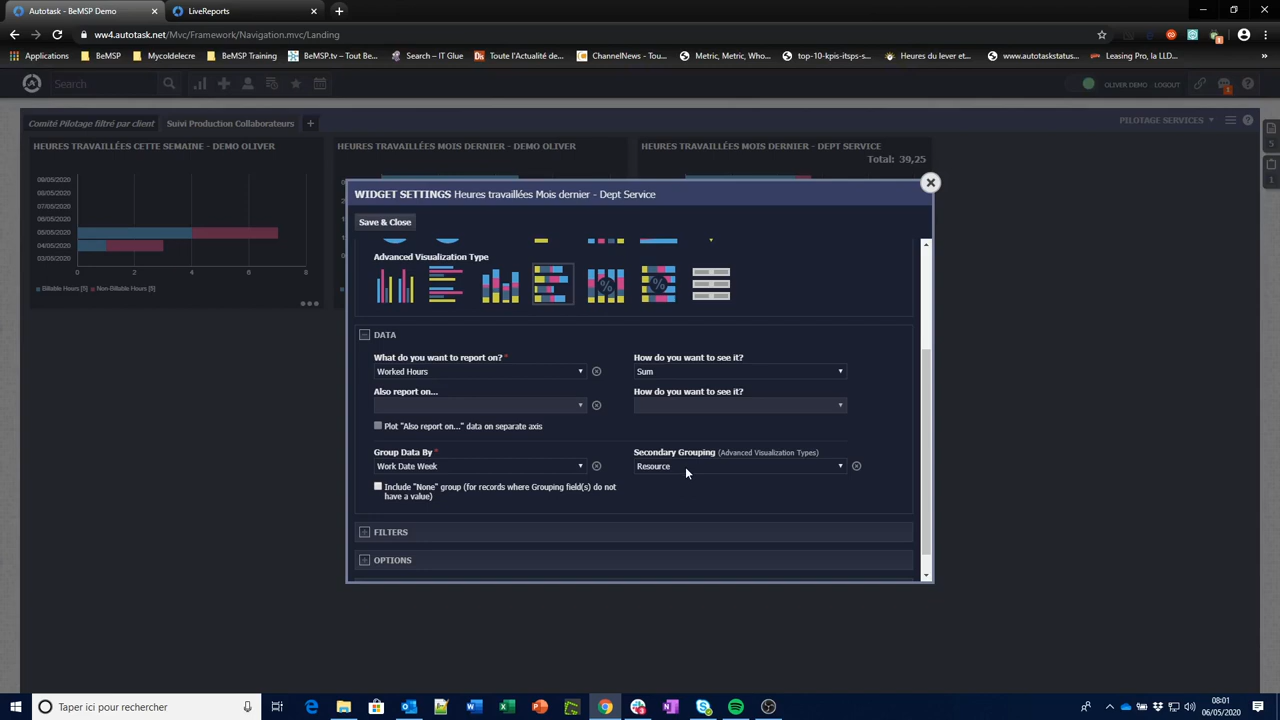 Autotask - BeMSP Demo
LiveReports
ww4.autotask.net/Mvc/Framework/Navigation.mvc/Landing
Applications BeMSP Mycoldelecre BeMSP Training BeMSP.tv – Tout Be... Search – IT Glue Toute l'Actualité de... ChannelNews - Tou... Metric, Metric, Who... top-10-kpis-itsps-s... Heures du lever et... www.autotaskstatus... Leasing Pro, la LLD...
Search
OLIVER DEMO LOGOUT
Comité Pilotage filtré par client Suivi Production Collaborateurs +
PILOTAGE SERVICES
HEURES TRAVAILLÉES CETTE SEMAINE - DEMO OLIVER
HEURES TRAVAILLÉES MOIS DERNIER - DEMO OLIVER
HEURES TRAVAILLÉES MOIS DERNIER - DEPT SERVICE
Total: 39,25
09/05/2020
08/05/2020
07/05/2020
06/05/2020
05/05/2020
04/05/2020
03/05/2020
0 2 4 6 8
Billable Hours [5] Non-Billable Hours [5]
WIDGET SETTINGS Heures travaillées Mois dernier - Dept Service
Save & Close
Advanced Visualization Type
DATA
What do you want to report on? *
How do you want to see it?
Worked Hours
Sum
Also report on...
How do you want to see it?
Plot "Also report on..." data on separate axis
Group Data By *
Secondary Grouping (Advanced Visualization Types)
Work Date Week
Resource
Include "None" group (for records where Grouping field(s) do not
have a value)
FILTERS
OPTIONS
5
1
Taper ici pour rechercher
08:01
06/05/2020